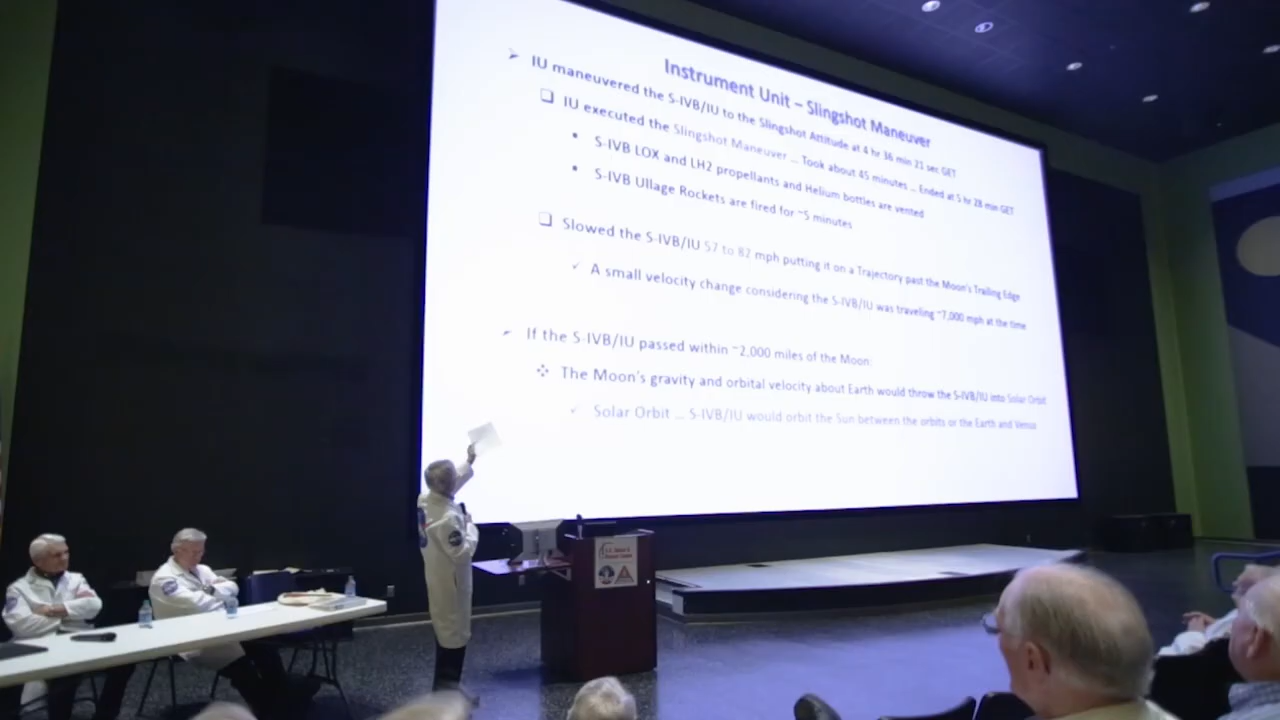 Instrument Unit – Slingshot Maneuver
IU maneuvered the S-IVB/IU to the Slingshot Attitude at 4 hr 36 min 21 sec GET
IU executed the Slingshot Maneuver ... Took about 45 minutes ... Ended at 5 hr 28 min GET
S-IVB LOX and LH2 propellants and Helium bottles are vented
S-IVB Ullage Rockets are fired for ~5 minutes
Slowed the S-IVB/IU 57 to 82 mph putting it on a Trajectory past the Moon's Trailing Edge
A small velocity change considering the S-IVB/IU was traveling ~7,000 mph at the time
If the S-IVB/IU passed within ~2,000 miles of the Moon:
The Moon's gravity and orbital velocity about Earth would throw the S-IVB/IU into Solar Orbit
Solar Orbit ... S-IVB/IU would orbit the Sun between the orbits or the Earth and Venus
U.S. Space &
Rocket Center